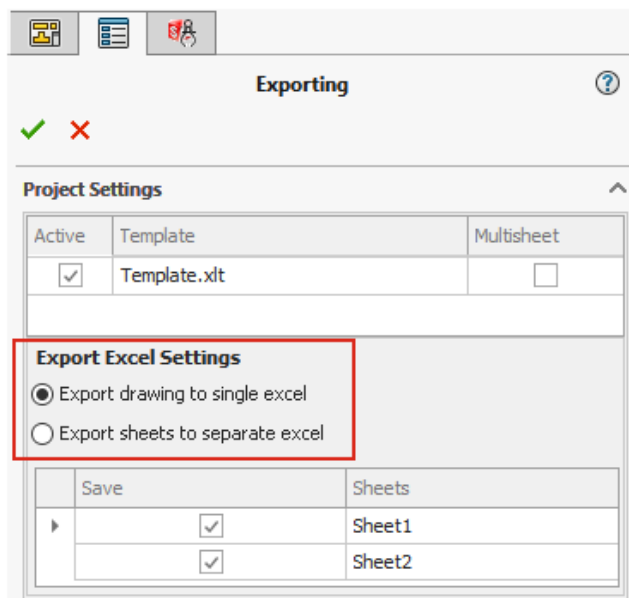 Exporting
Project Settings
Active Template Multisheet
Template.xlt
Export Excel Settings
Export drawing to single excel
Export sheets to separate excel
Save Sheets
Sheet1
Sheet2